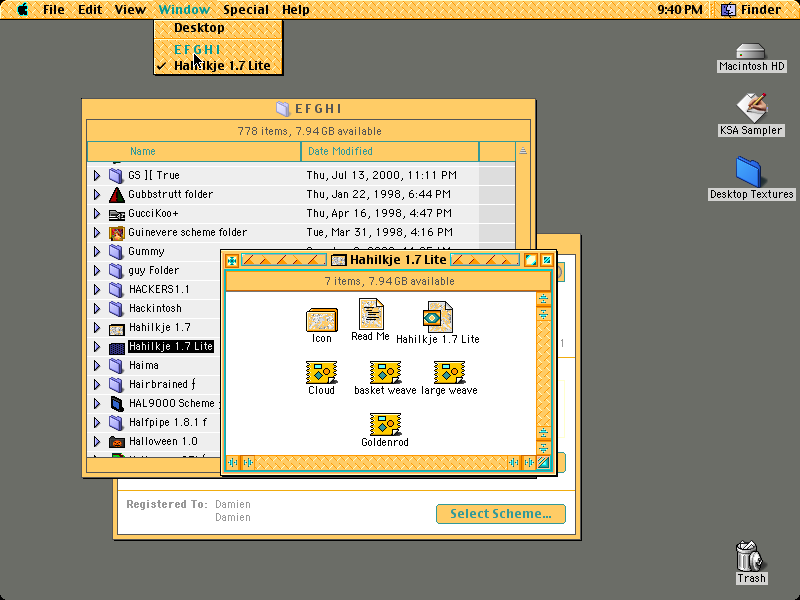 File Edit View Window Special Help 9:40 PM Finder
Desktop
E F G H I
Hahilkje 1.7 Lite
Macintosh HD
KSA Sampler
Desktop Textures
Trash
E F G H I
778 items, 7.94 GB available
Name Date Modified
GS ][ True Thu, Jul 13, 2000, 11:11 PM
Gubbstrutt folder Thu, Jan 22, 1998, 6:44 PM
GucciKoo+ Thu, Apr 16, 1998, 4:47 PM
Guinevere scheme folder Tue, Mar 31, 1998, 4:16 PM
Gummy
guy Folder
HACKERS1.1
Hackintosh
Hahilkje 1.7
Hahilkje 1.7 Lite
Haima
Hairbrained ƒ
HAL9000 Scheme
Halfpipe 1.8.1 f
Halloween 1.0
Hahilkje 1.7 Lite
7 items, 7.94 GB available
Icon
Read Me
Hahilkje 1.7 Lite
Cloud
basket weave
large weave
Goldenrod
1
Registered To: Damien
Damien
Select Scheme...